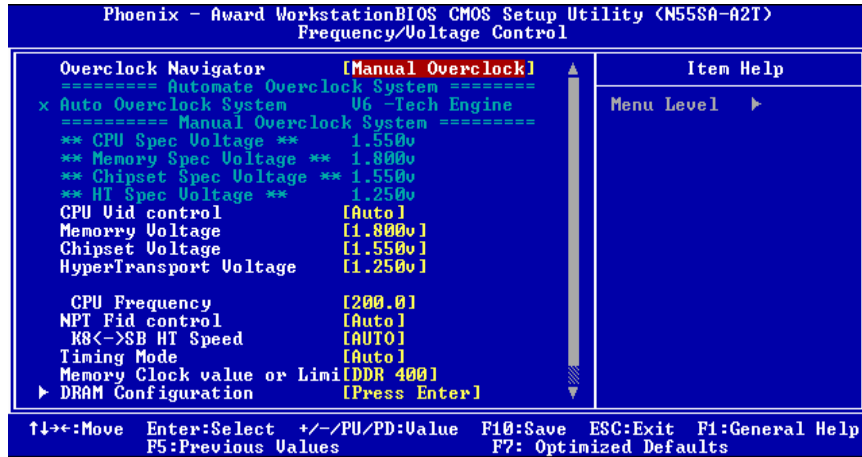 Phoenix - Award WorkstationBIOS CMOS Setup Utility (N55SA-A2T)
Frequency/Voltage Control
Overclock Navigator [Manual Overclock]
========= Automate Overclock System ========
x Auto Overclock System V6 -Tech Engine
========== Manual Overclock System =========
** CPU Spec Voltage ** 1.550v
** Memory Spec Voltage ** 1.800v
** Chipset Spec Voltage ** 1.550v
** HT Spec Voltage ** 1.250v
CPU Vid control [Auto]
Memorry Voltage [1.800v]
Chipset Voltage [1.550v]
HyperTransport Voltage [1.250v]
CPU Frequency [200.0]
NPT Fid control [Auto]
K8<->SB HT Speed [AUTO]
Timing Mode [Auto]
Memory Clock value or Limi[DDR 400]
▶ DRAM Configuration [Press Enter]
Item Help
Menu Level ▶
↑↓→←:Move Enter:Select +/-/PU/PD:Value F10:Save ESC:Exit F1:General Help
F5:Previous Values F7: Optimized Defaults